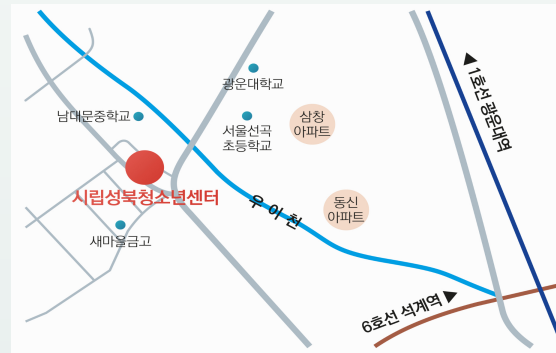 광운대학교
남대문중학교
서울선곡
초등학교
삼창
아파트
▲1호선 광운대역
시립성북청소년센터
우이천
동신
아파트
새마을금고
6호선 석계역 ▶